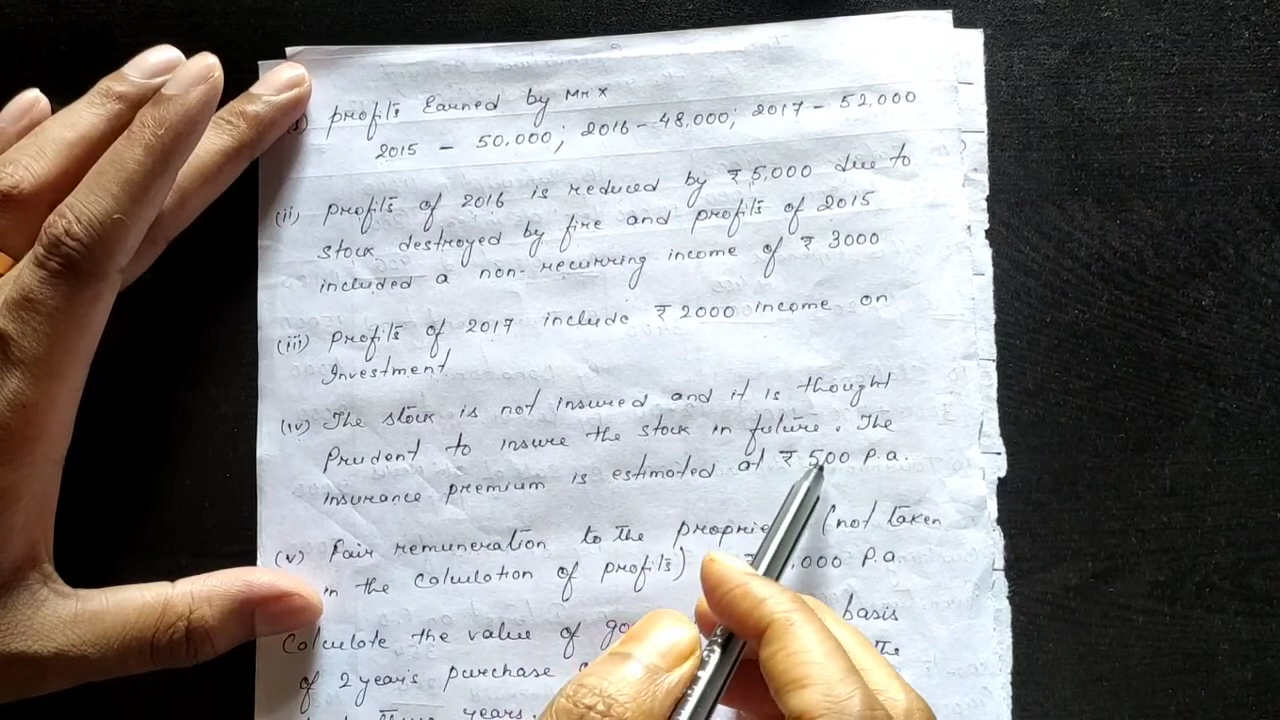 profits Earned by Mr X
2015 - 50,000; 2016 - 48,000; 2017 - 52,000
(ii) profits of 2016 is reduced by ₹ 5,000 due to
stock destroyed by fire and profits of 2015
included a non-recurring income of ₹ 3000
(iii) Profits of 2017 include ₹ 2000 income on
Investment
(iv) The stock is not insured and it is thought
Prudent to insure the stock in future. The
insurance premium is estimated at ₹ 500 p.a.
(v) Fair remuneration to the (not taken
in the calculation of profits) ,000 p.a.
Calculate the value of basis
of 2 year's purchase the
years.